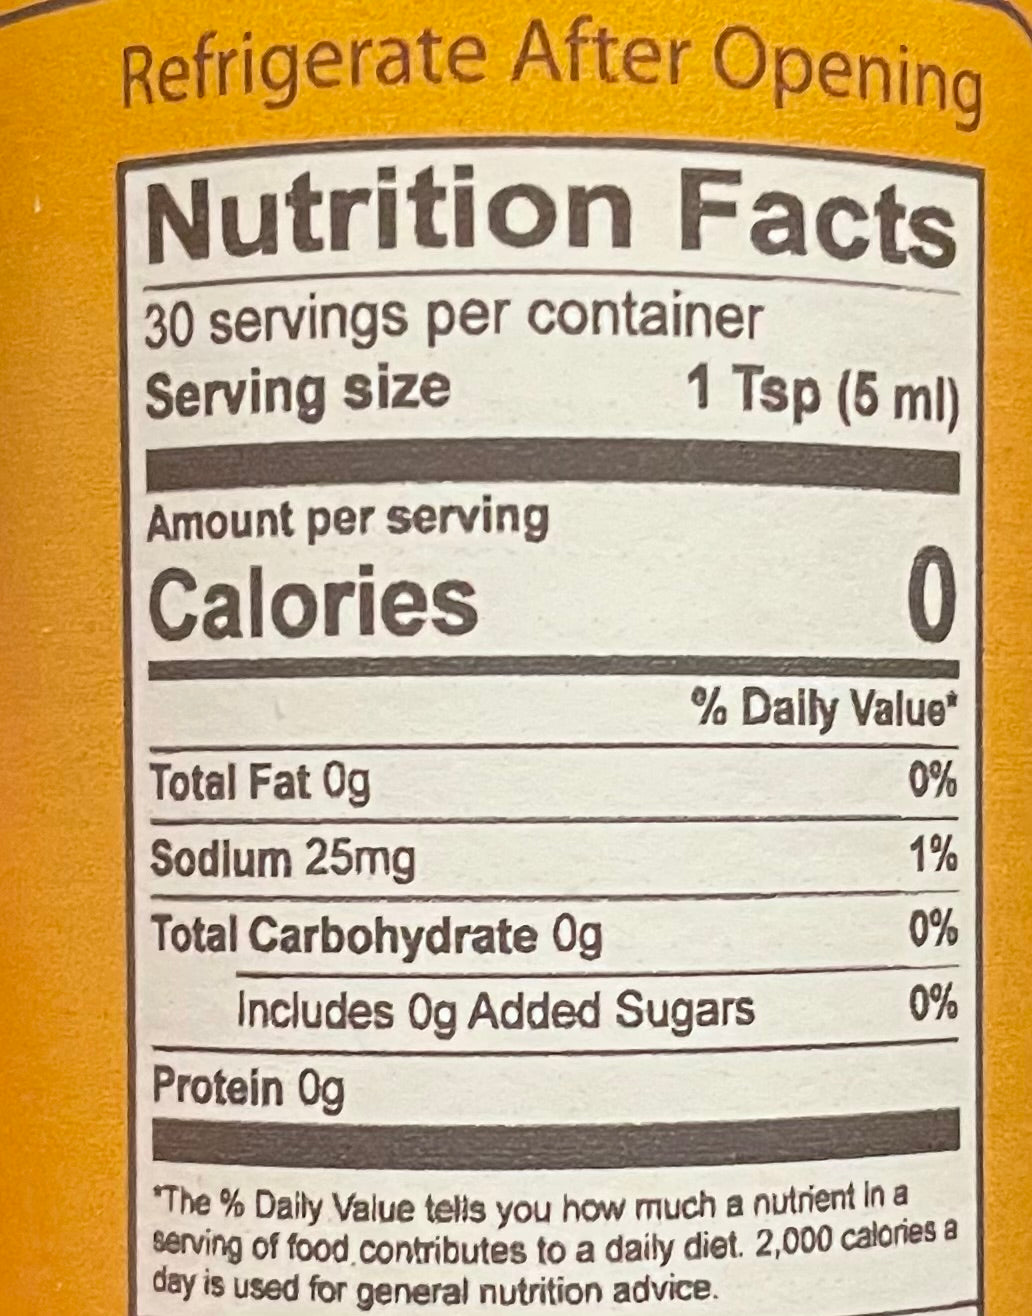 Refrigerate After Opening
Nutrition Facts
30 servings per container
Serving size 1 Tsp (5 ml)
Amount per serving
Calories 0
% Daily Value*
Total Fat 0g 0%
Sodium 25mg 1%
Total Carbohydrate 0g 0%
Includes 0g Added Sugars 0%
Protein 0g
*The % Daily Value tells you how much a nutrient in a
serving of food contributes to a daily diet. 2,000 calories a
day is used for general nutrition advice.